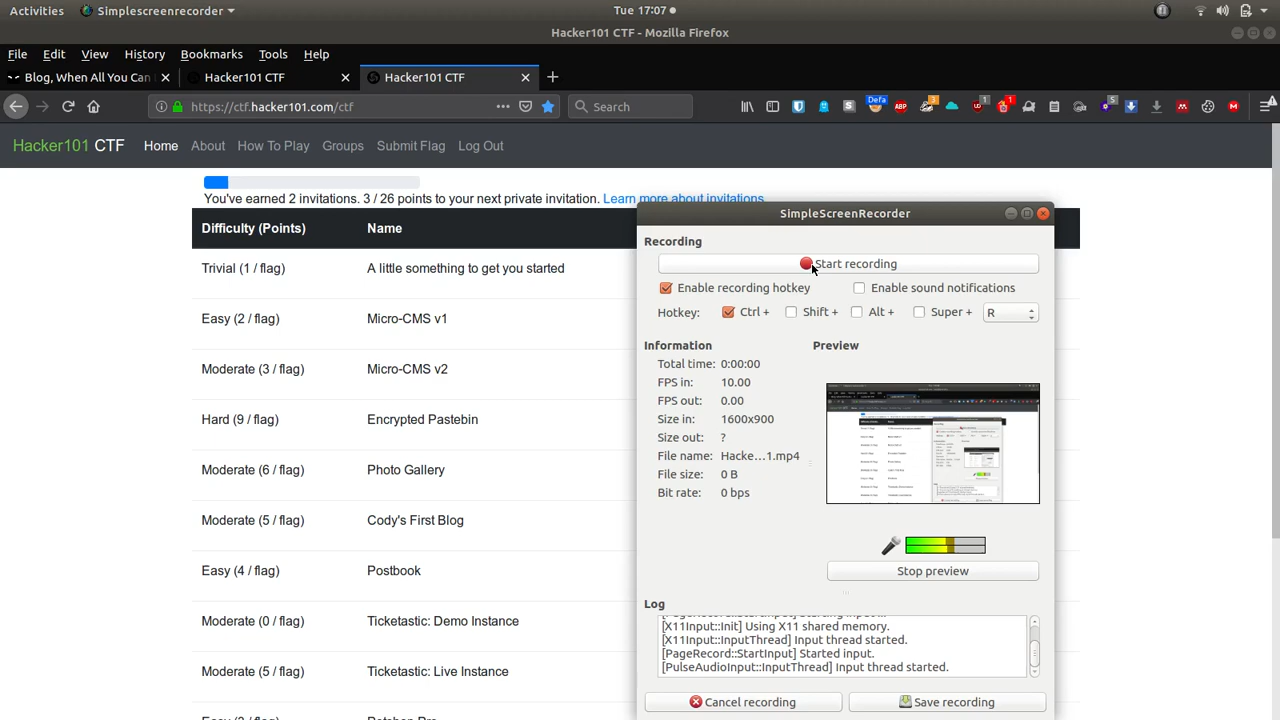 Activities Simplescreenrecorder Tue 17:07
Hacker101 CTF - Mozilla Firefox
File Edit View History Bookmarks Tools Help
Blog, When All You Can Hacker101 CTF Hacker101 CTF
https://ctf.hacker101.com/ctf Search Defa ABP 3 1 1 5
Hacker101 CTF Home About How To Play Groups Submit Flag Log Out
You've earned 2 invitations. 3 / 26 points to your next private invitation. Learn more about invitations.
Difficulty (Points) Name
Trivial (1 / flag) A little something to get you started
Easy (2 / flag) Micro-CMS v1
Moderate (3 / flag) Micro-CMS v2
Hard (9 / flag) Encrypted Pastebin
Moderate (6 / flag) Photo Gallery
Moderate (5 / flag) Cody's First Blog
Easy (4 / flag) Postbook
Moderate (0 / flag) Ticketastic: Demo Instance
Moderate (5 / flag) Ticketastic: Live Instance
SimpleScreenRecorder
Recording
Start recording
Enable recording hotkey Enable sound notifications
Hotkey: Ctrl + Shift + Alt + Super + R
Information
Total time: 0:00:00
FPS in: 10.00
FPS out: 0.00
Size in: 1600x900
Size out: ?
File name: Hacke…1.mp4
File size: 0 B
Bit rate: 0 bps
Preview
Stop preview
Log
[X11Input::Init] Using X11 shared memory.
[X11Input::InputThread] Input thread started.
[PageRecord::StartInput] Started input.
[PulseAudioInput::InputThread] Input thread started.
Cancel recording Save recording